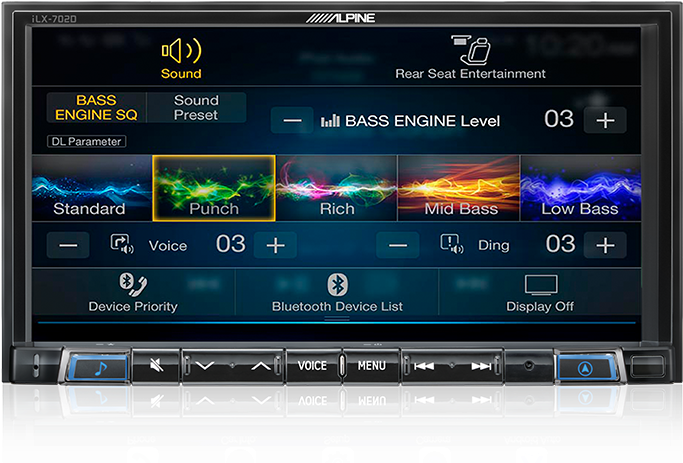 iLX-702D
ALPINE
Sound
Rear Seat Entertainment
BASS
ENGINE SQ
Sound
Preset
BASS ENGINE Level
03
DL Parameter
Standard
Punch
Rich
Mid Bass
Low Bass
Voice
03
Ding
03
Device Priority
Bluetooth Device List
Display Off
VOICE
MENU